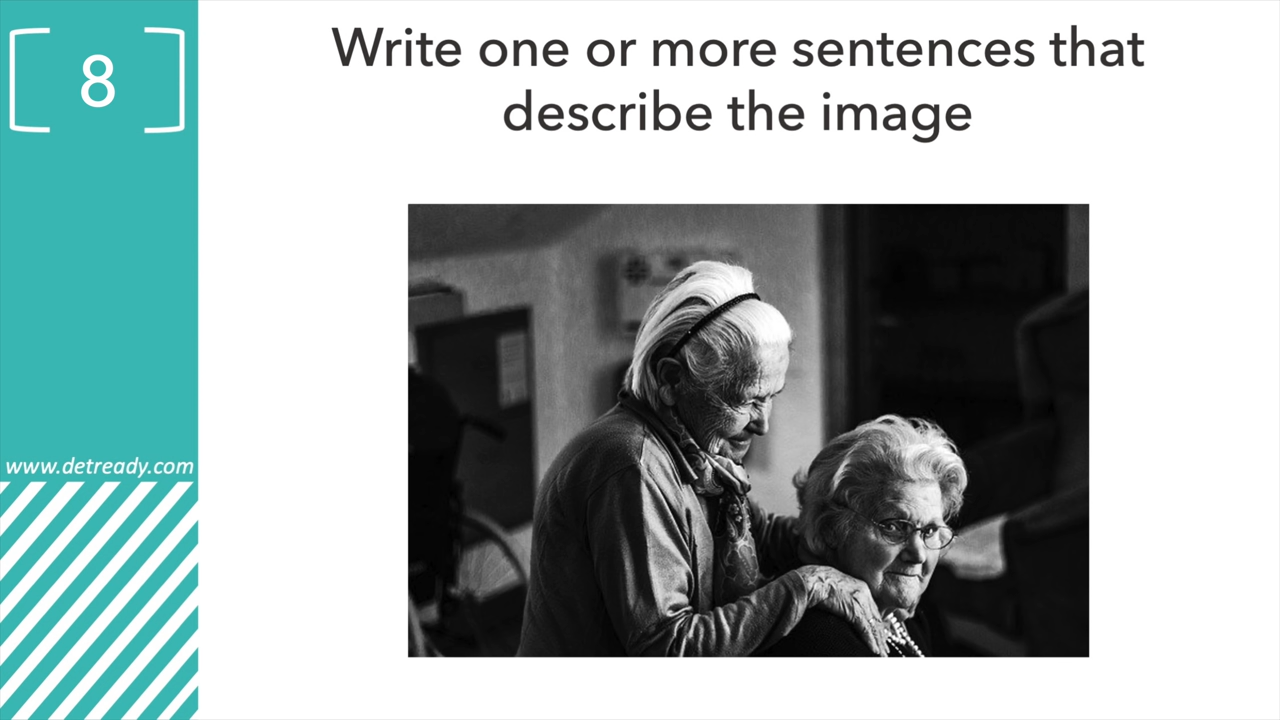 8
Write one or more sentences that
describe the image
www.detready.com